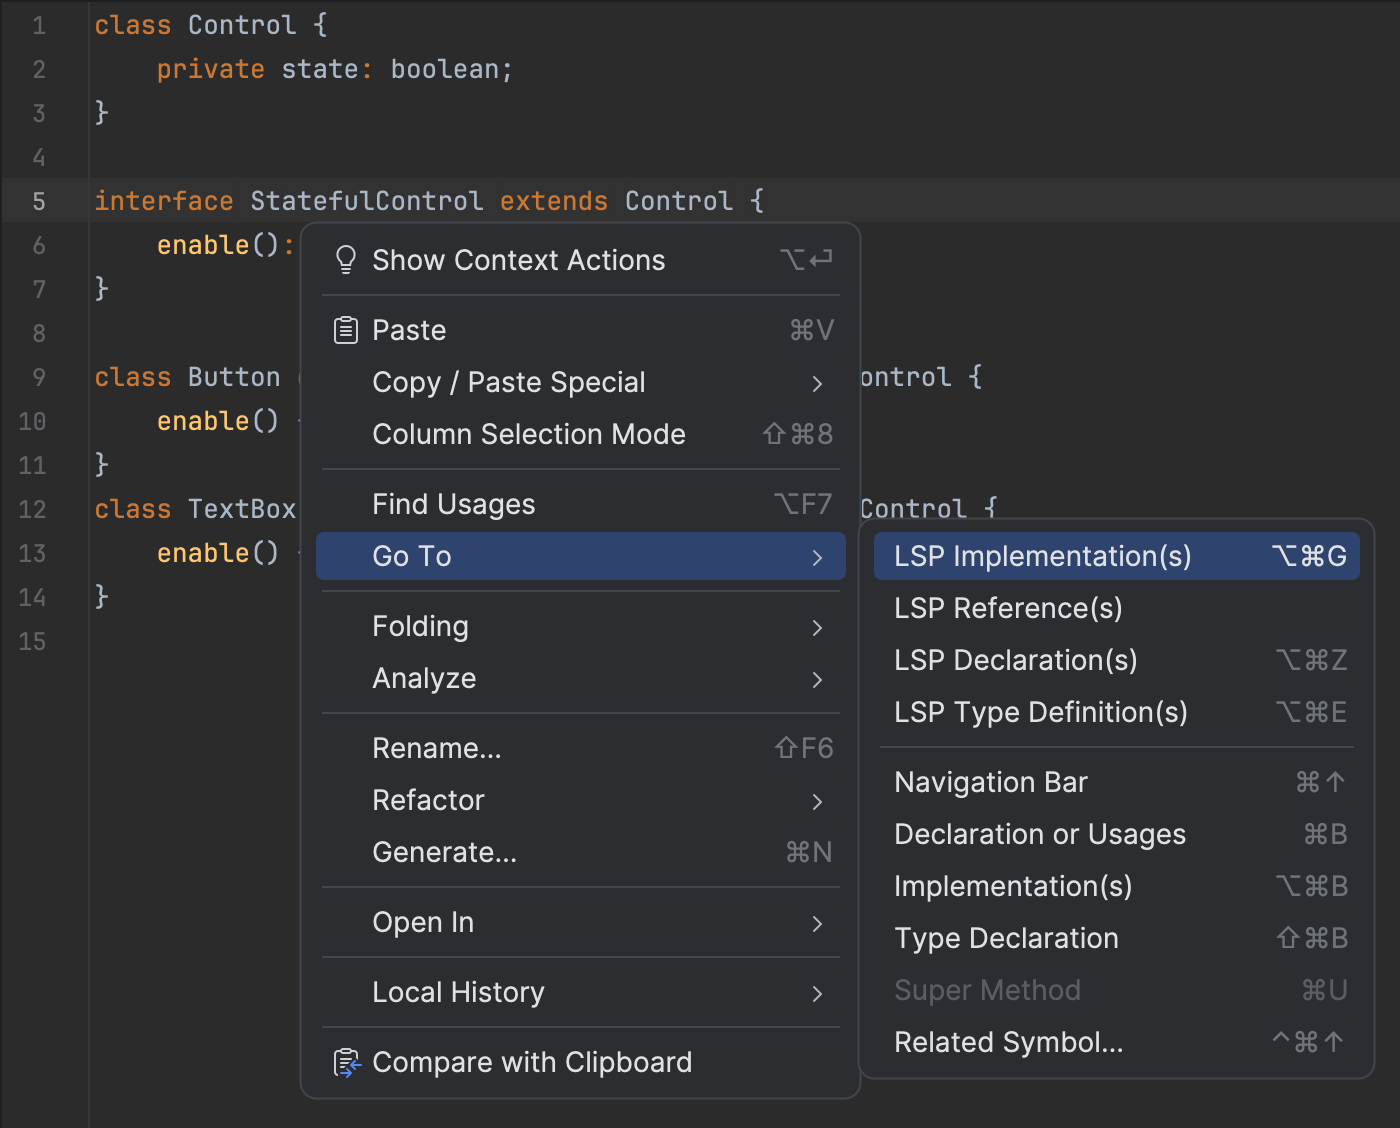 1 class Control {
2 private state: boolean;
3 }
4
5 interface StatefulControl extends Control {
6 enable():
7 }
8
9 class Button ontrol {
10 enable()
11 }
12 class TextBox Control {
13 enable()
14 }
15
Show Context Actions ⌥⏎
Paste ⌘V
Copy / Paste Special >
Column Selection Mode ⇧⌘8
Find Usages ⌥F7
Go To >
Folding >
Analyze >
Rename... ⇧F6
Refactor >
Generate... ⌘N
Open In >
Local History >
Compare with Clipboard
LSP Implementation(s) ⌥⌘G
LSP Reference(s)
LSP Declaration(s) ⌥⌘Z
LSP Type Definition(s) ⌥⌘E
Navigation Bar ⌘↑
Declaration or Usages ⌘B
Implementation(s) ⌥⌘B
Type Declaration ⇧⌘B
Super Method ⌘U
Related Symbol... ^⌘↑